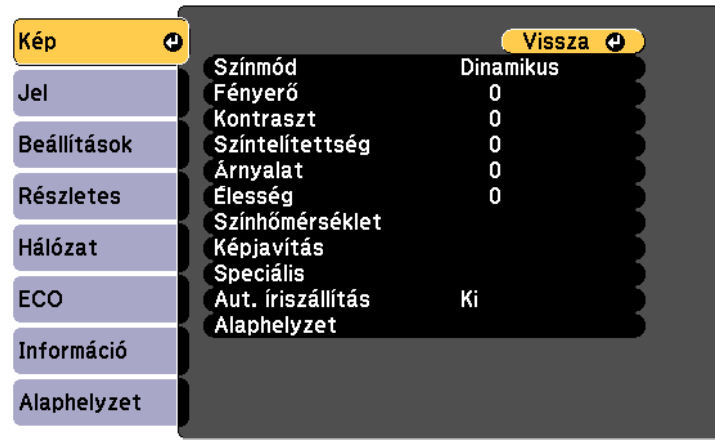 Kép
Jel
Beállítások
Részletes
Hálózat
ECO
Információ
Alaphelyzet
Vissza
Színmód Dinamikus
Fényerő 0
Kontraszt 0
Színtelítettség 0
Árnyalat 0
Élesség 0
Színhőmérséklet
Képjavítás
Speciális
Aut. íriszállítás Ki
Alaphelyzet